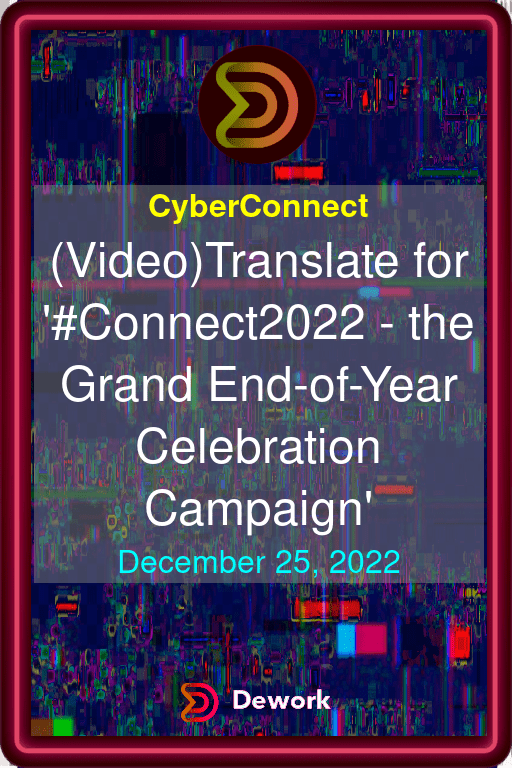 CyberConnect
(Video)Translate for
'#Connect2022 - the
Grand End-of-Year
Celebration
Campaign'
December 25, 2022
Dework